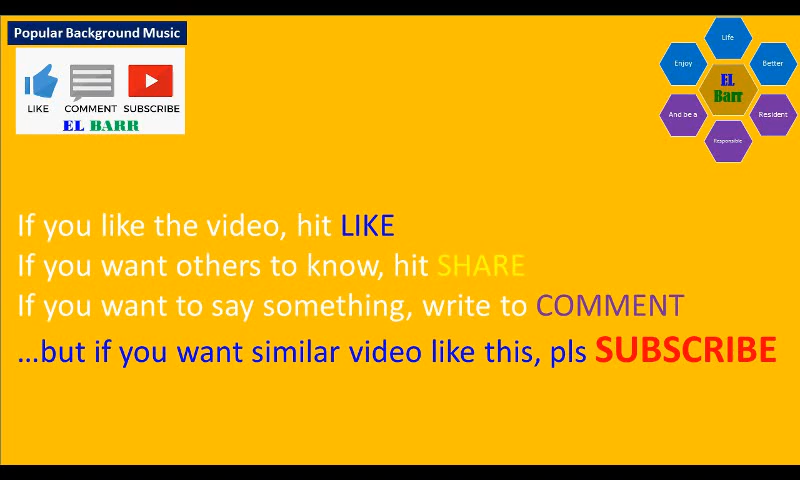 Popular Background Music
LIKE COMMENT SUBSCRIBE
EL BARR
Life
Enjoy
Better
EL
Barr
And be a
Resident
Responsible
If you like the video, hit LIKE
If you want others to know, hit SHARE
If you want to say something, write to COMMENT
...but if you want similar video like this, pls SUBSCRIBE